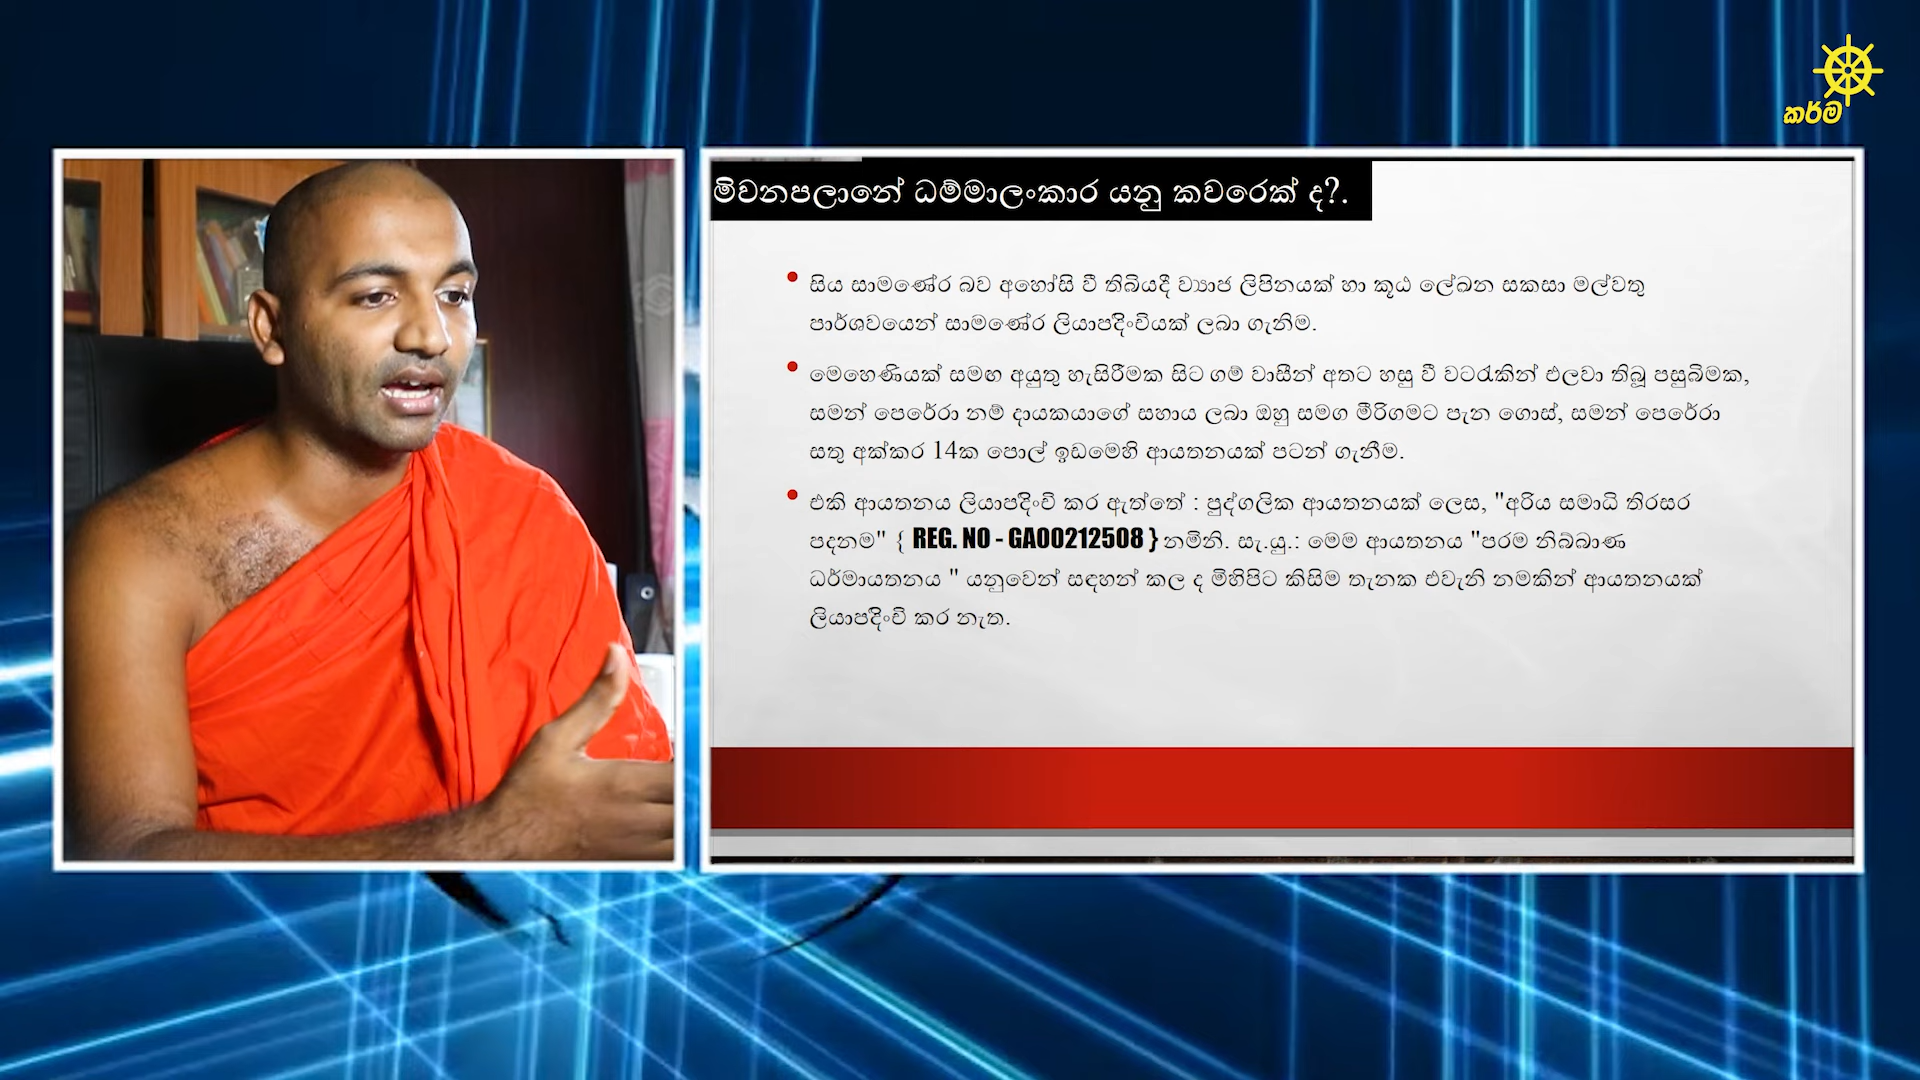 කර්ම
මිවනපලානේ ධම්මාලංකාර යනු කවරෙක් ද?.
සිය සාමණේර බව අහෝසි වී තිබියදී ව්‍යාජ ලිපිනයක් හා කූඨ ලේඛන සකසා මල්වතු
පාර්ශවයෙන් සාමණේර ලියාපදිංචියක් ලබා ගැනිම.
මෙහෙණියක් සමඟ අයුතු හැසිරීමක සිට ගම් වාසීන් අතට හසු වී වටරැකින් එලවා තිබූ පසුබිමක,
සමන් පෙරේරා නම් දායකයාගේ සහාය ලබා ඔහු සමග මීරිගමට පැන ගොස්, සමන් පෙරේරා
සතු අක්කර 14ක පොල් ඉඩමෙහි ආයතනයක් පටන් ගැනීම.
එකි ආයතනය ලියාපදිංචි කර ඇත්තේ : පුද්ගලික ආයතනයක් ලෙස, "අරිය සමාධි තිරසර
පදනම" { REG. NO - GA00212508 } නමිනි. සැ.යු.: මෙම ආයතනය "පරම නිබ්බාණ
ධර්මායතනය " යනුවෙන් සඳහන් කල ද මිහිපිට කිසිම තැනක එවැනි නමකින් ආයතනයක්
ලියාපදිංචි කර නැත.